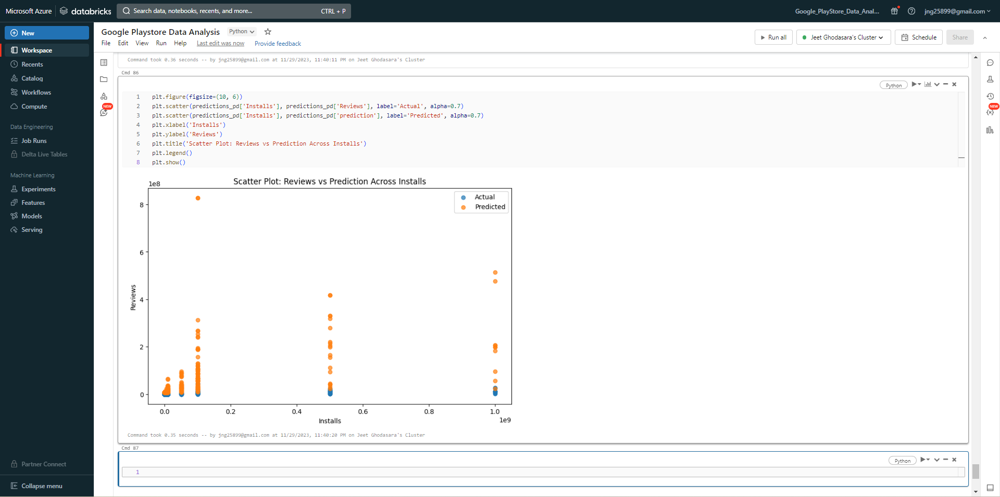 Microsoft Azure databricks Search data, notebooks, recents, and more... CTRL + P Google_PlayStore_Data_Anal... jng25899@gmail.com
New
Workspace
Recents
Catalog
Workflows
Compute
Data Engineering
Job Runs
Delta Live Tables
Machine Learning
Experiments
Features
Models
Serving
Partner Connect
Collapse menu
Google Playstore Data Analysis Python
File Edit View Run Help Last edit was now Provide feedback
Run all Jeet Ghodasara's Cluster Schedule Share
NEW
NEW
Command took 0.36 seconds -- by jng25899@gmail.com at 11/29/2023, 11:40:11 PM on Jeet Ghodasara's Cluster
Cmd 86
Python
1 plt.figure(figsize=(10, 6))
2 plt.scatter(predictions_pd['Installs'], predictions_pd['Reviews'], label='Actual', alpha=0.7)
3 plt.scatter(predictions_pd['Installs'], predictions_pd['prediction'], label='Predicted', alpha=0.7)
4 plt.xlabel('Installs')
5 plt.ylabel('Reviews')
6 plt.title('Scatter Plot: Reviews vs Prediction Across Installs')
7 plt.legend()
8 plt.show()
Scatter Plot: Reviews vs Prediction Across Installs
1e8
Actual
Predicted
8
6
4
2
0
Reviews
0.0 0.2 0.4 0.6 0.8 1.0
1e9
Installs
Command took 0.35 seconds -- by jng25899@gmail.com at 11/29/2023, 11:40:20 PM on Jeet Ghodasara's Cluster
Cmd 87
Python
1